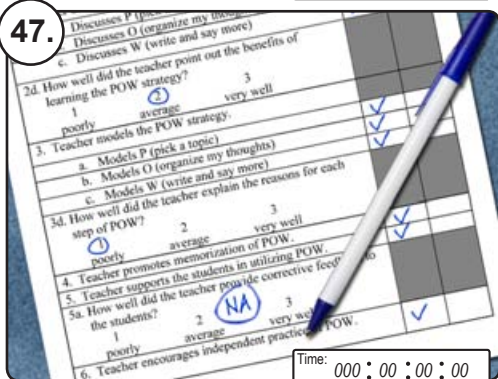 47.
Discusses P (pick
Discusses O (organize my thoughts)
c. Discusses W (write and say more)
2d. How well did the teacher point out the benefits of
learning the POW strategy?
1 2 3
poorly average very well
3. Teacher models the POW strategy.
a. Models P (pick a topic)
b. Models O (organize my thoughts)
c. Models W (write and say more)
3d. How well did the teacher explain the reasons for each
step of POW?
1 2 3
poorly average very well
4. Teacher promotes memorization of POW.
5. Teacher supports the students in utilizing POW.
5a. How well did the teacher provide corrective feed to
the students?
1 2 NA 3
poorly average very well
6. Teacher encourages independent practice POW.
Time: 000 : 00 : 00 : 00